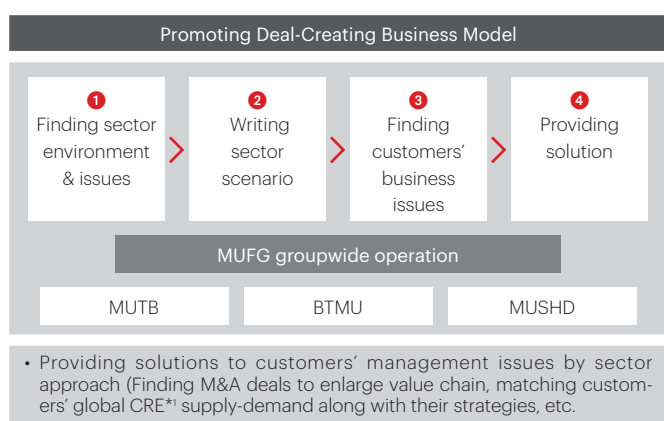 Promoting Deal-Creating Business Model
1
Finding sector
environment
& issues
2
Writing
sector
scenario
3
Finding
customers’
business
issues
4
Providing
solution
MUFG groupwide operation
MUTB
BTMU
MUSHD
• Providing solutions to customers’ management issues by sector
approach (Finding M&A deals to enlarge value chain, matching custom-
ers’ global CRE*¹ supply-demand along with their strategies, etc.